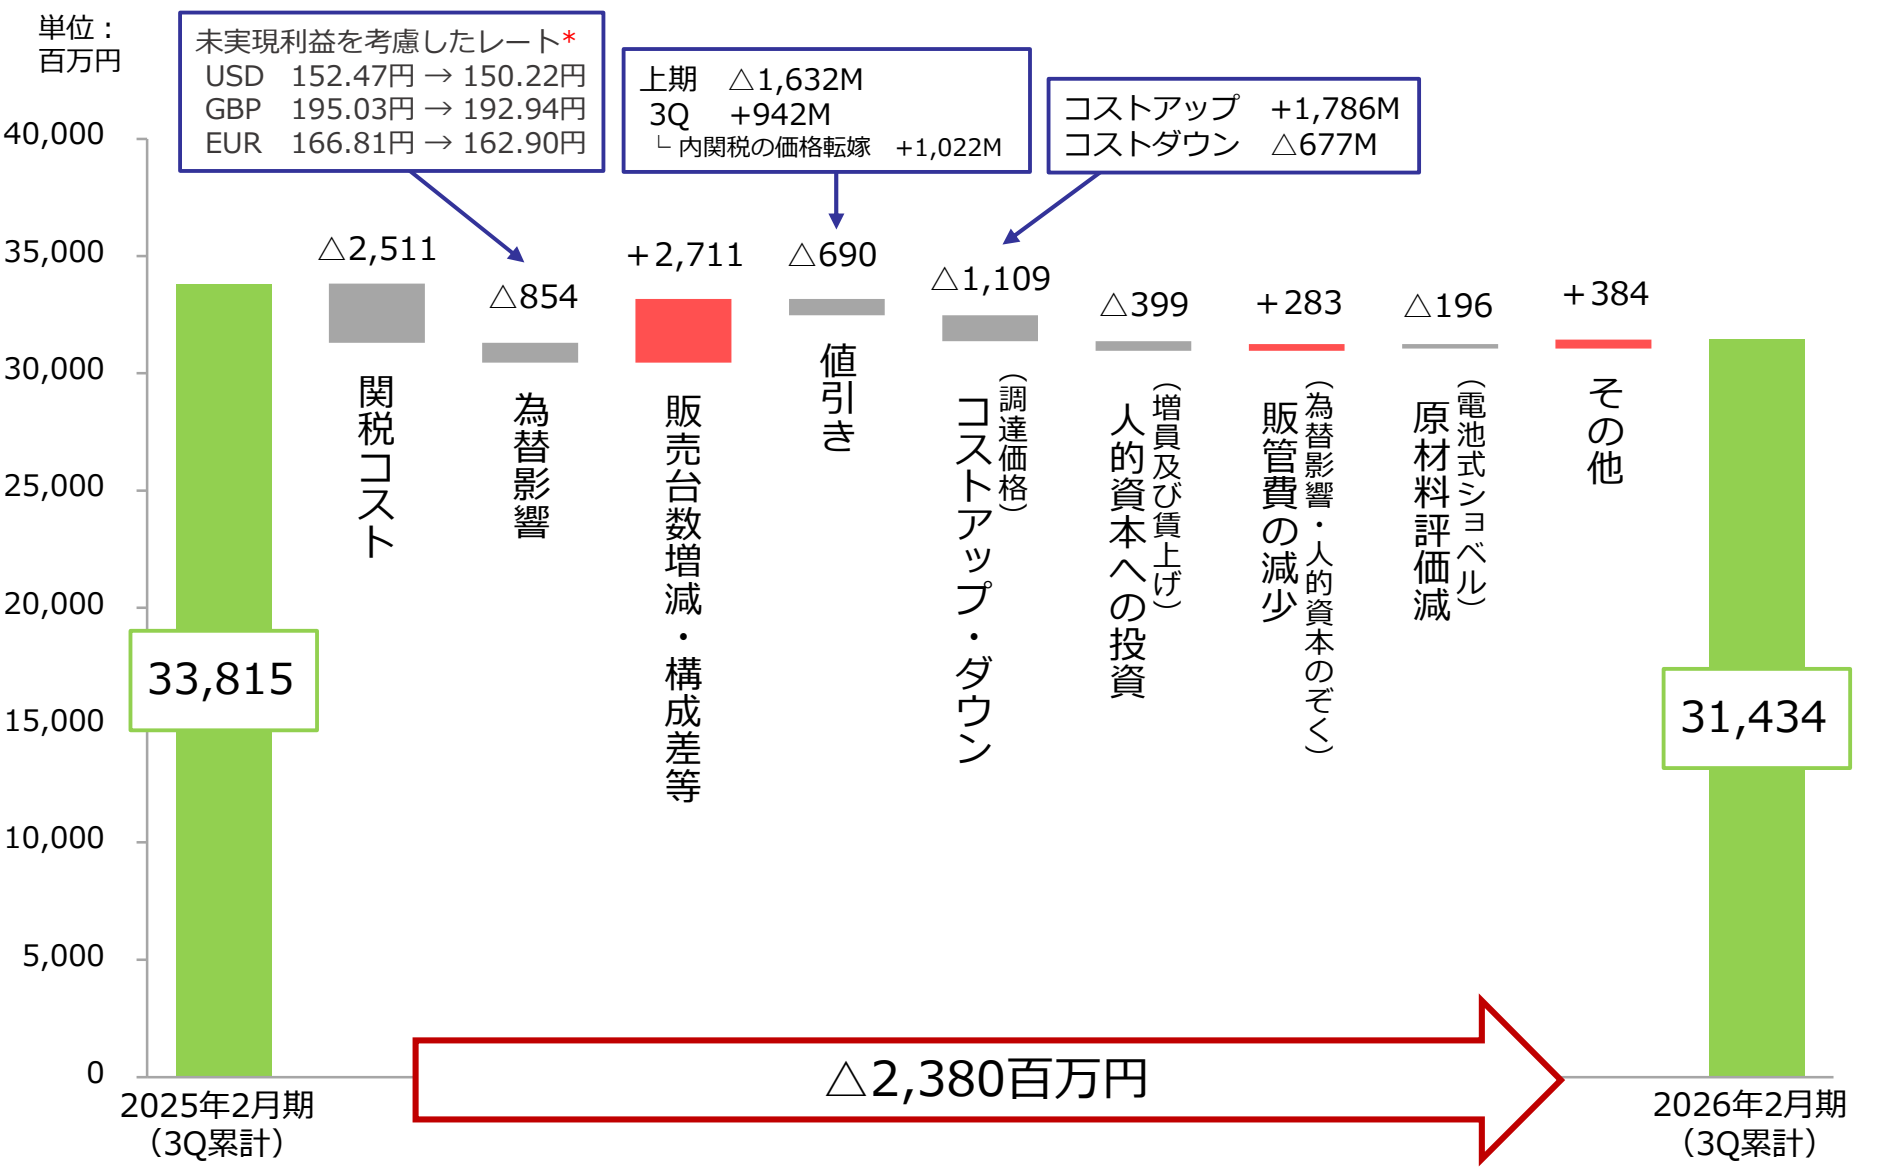 単位：
百万円
未実現利益を考慮したレート*
USD 152.47円 → 150.22円
GBP 195.03円 → 192.94円
EUR 166.81円 → 162.90円
上期 △1,632M
3Q +942M
└ 内関税の価格転嫁 +1,022M
コストアップ +1,786M
コストダウン △677M
40,000
35,000
30,000
25,000
20,000
15,000
10,000
5,000
0
△2,511
△854
＋2,711
△690
△1,109
△399
＋283
△196
＋384
関税コスト
為替影響
販売台数増減・構成差等
値引き
コストアップ・ダウン
（調達価格）
人的資本への投資
（増員及び賃上げ）
販管費の減少
（為替影響・人的資本のぞく）
原材料評価減
（電池式ショベル）
その他
33,815
31,434
△2,380百万円
2025年2月期
（3Q累計）
2026年2月期
（3Q累計）